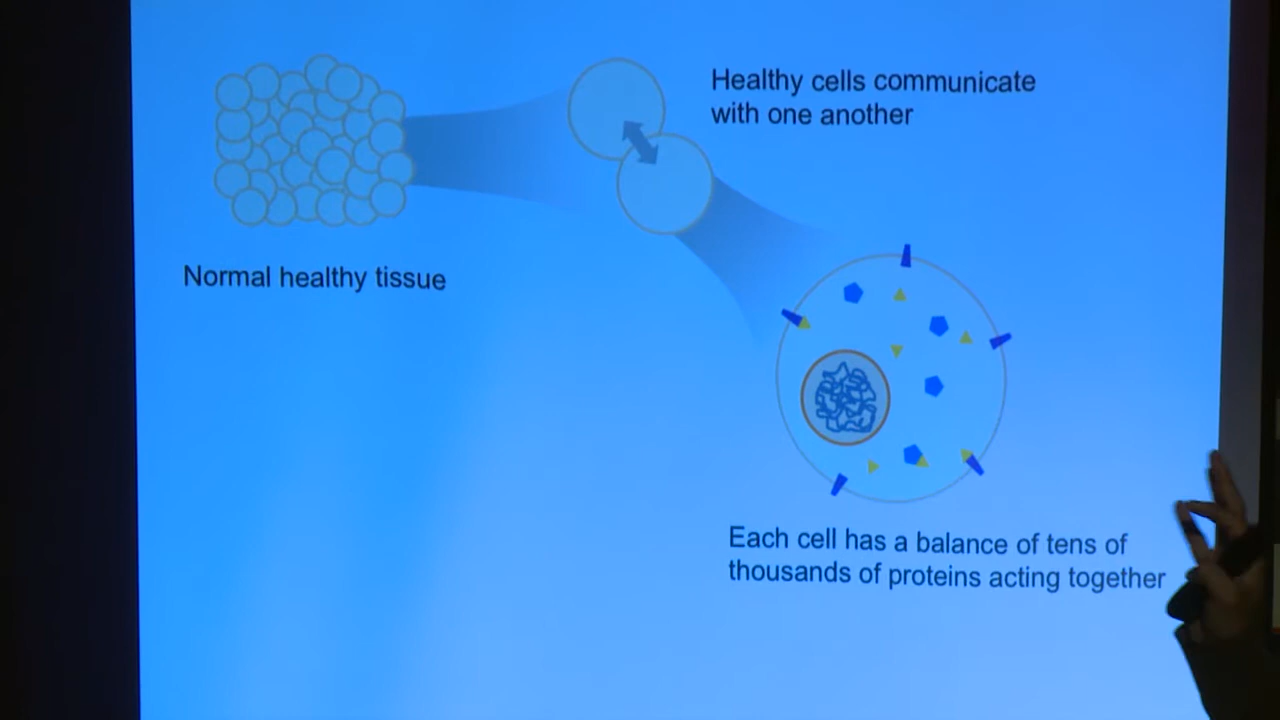 Healthy cells communicate
with one another
Normal healthy tissue
Each cell has a balance of tens of
thousands of proteins acting together